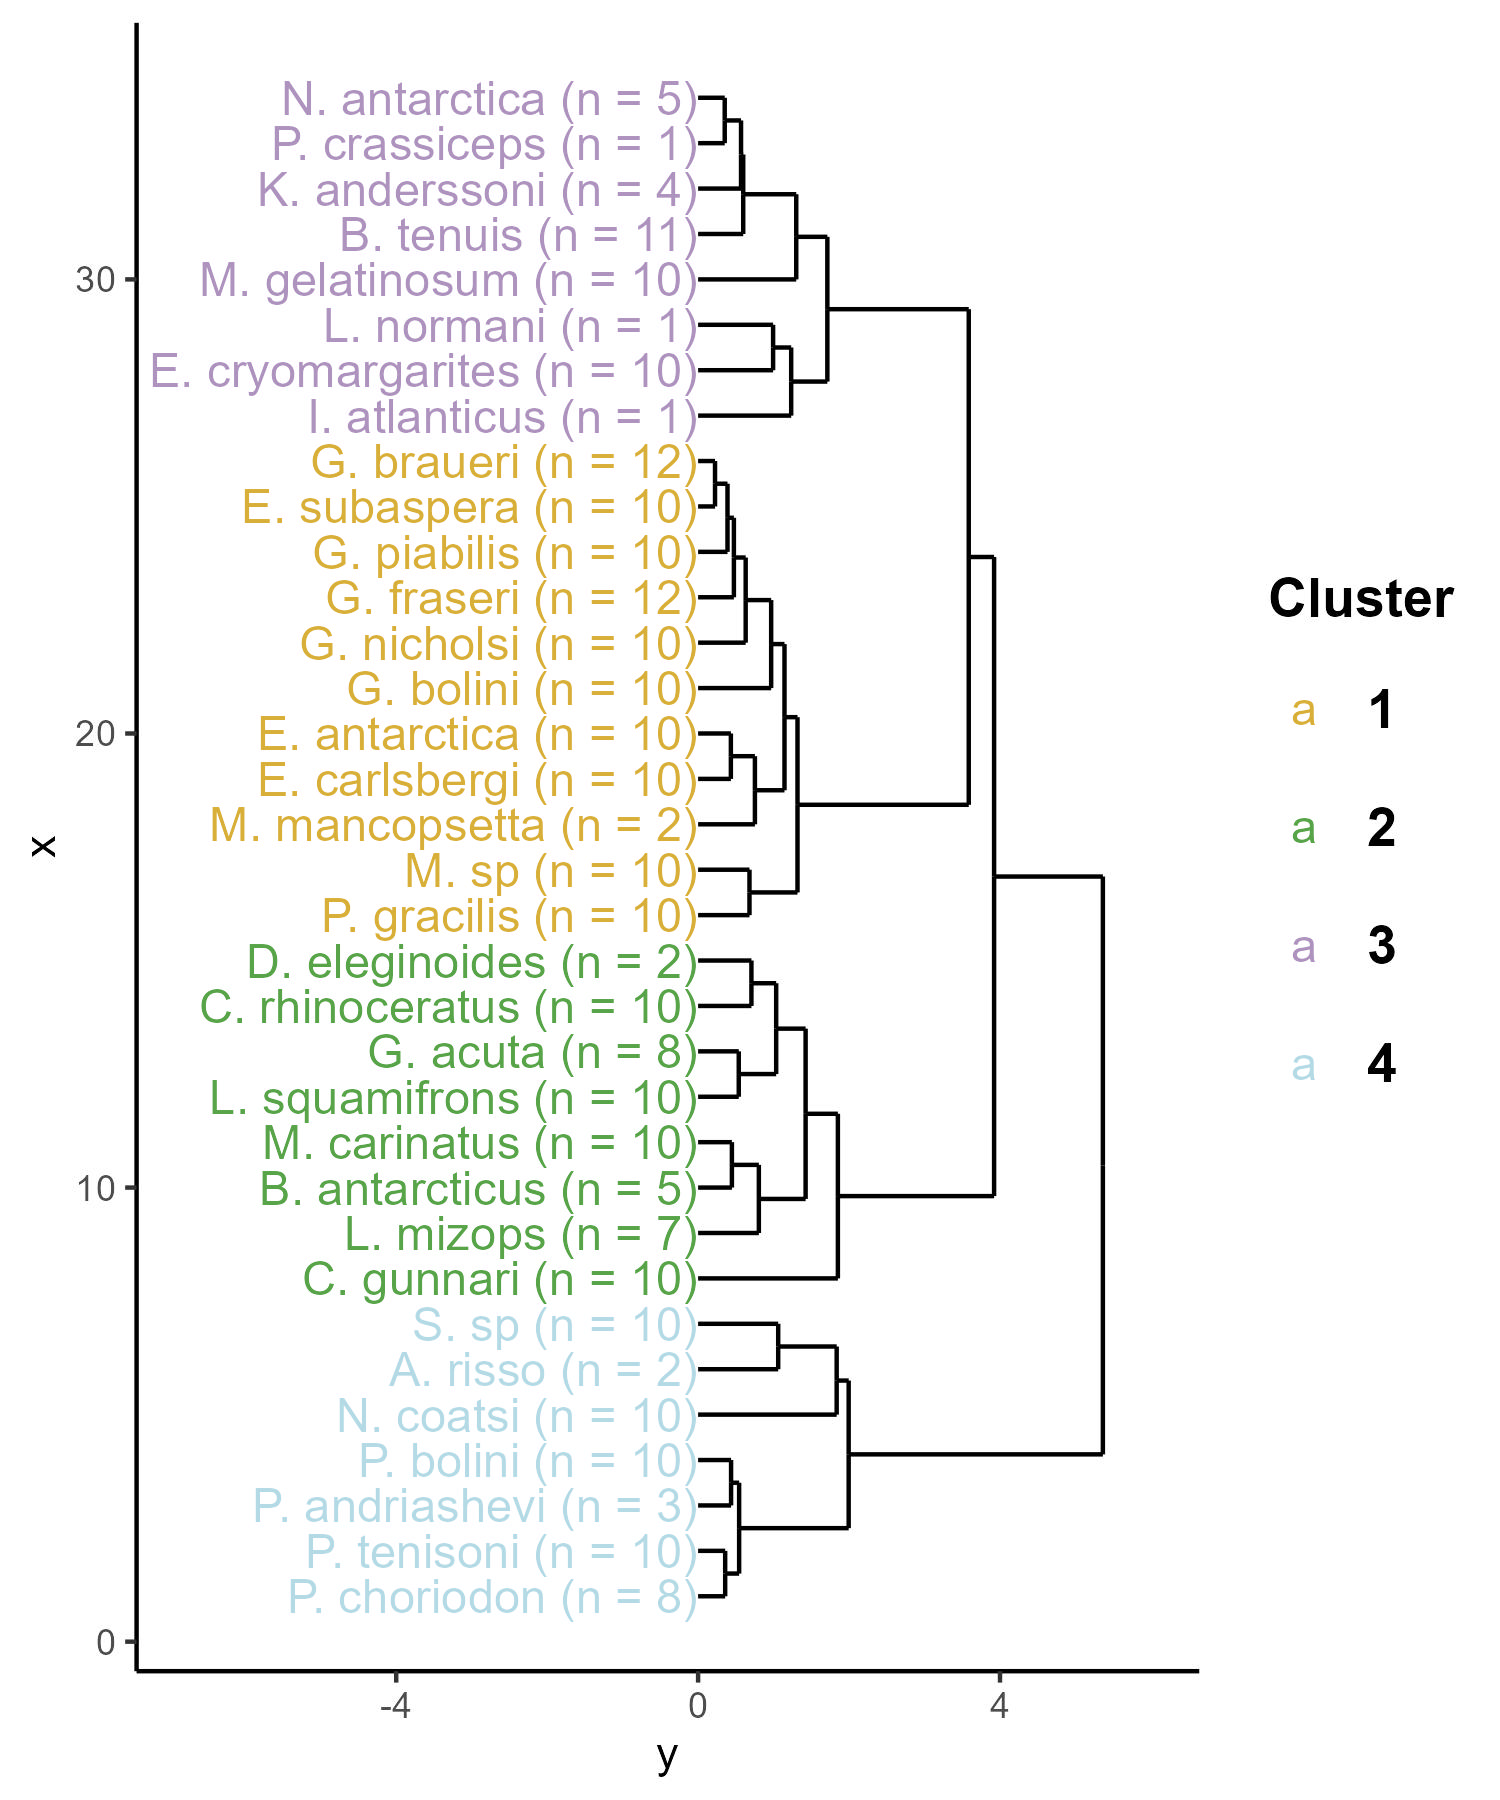 N. antarctica (n = 5)
P. crassiceps (n = 1)
K. anderssoni (n = 4)
B. tenuis (n = 11)
M. gelatinosum (n = 10)
L. normani (n = 1)
E. cryomargarites (n = 10)
I. atlanticus (n = 1)
G. braueri (n = 12)
E. subaspera (n = 10)
G. piabilis (n = 10)
G. fraseri (n = 12)
G. nicholsi (n = 10)
G. bolini (n = 10)
E. antarctica (n = 10)
E. carlsbergi (n = 10)
M. mancopsetta (n = 2)
M. sp (n = 10)
P. gracilis (n = 10)
D. eleginoides (n = 2)
C. rhinoceratus (n = 10)
G. acuta (n = 8)
L. squamifrons (n = 10)
M. carinatus (n = 10)
B. antarcticus (n = 5)
L. mizops (n = 7)
C. gunnari (n = 10)
S. sp (n = 10)
A. risso (n = 2)
N. coatsi (n = 10)
P. bolini (n = 10)
P. andriashevi (n = 3)
P. tenisoni (n = 10)
P. choriodon (n = 8)
30
20
10
0
x
-4 0 4
y
Cluster
a 1
a 2
a 3
a 4